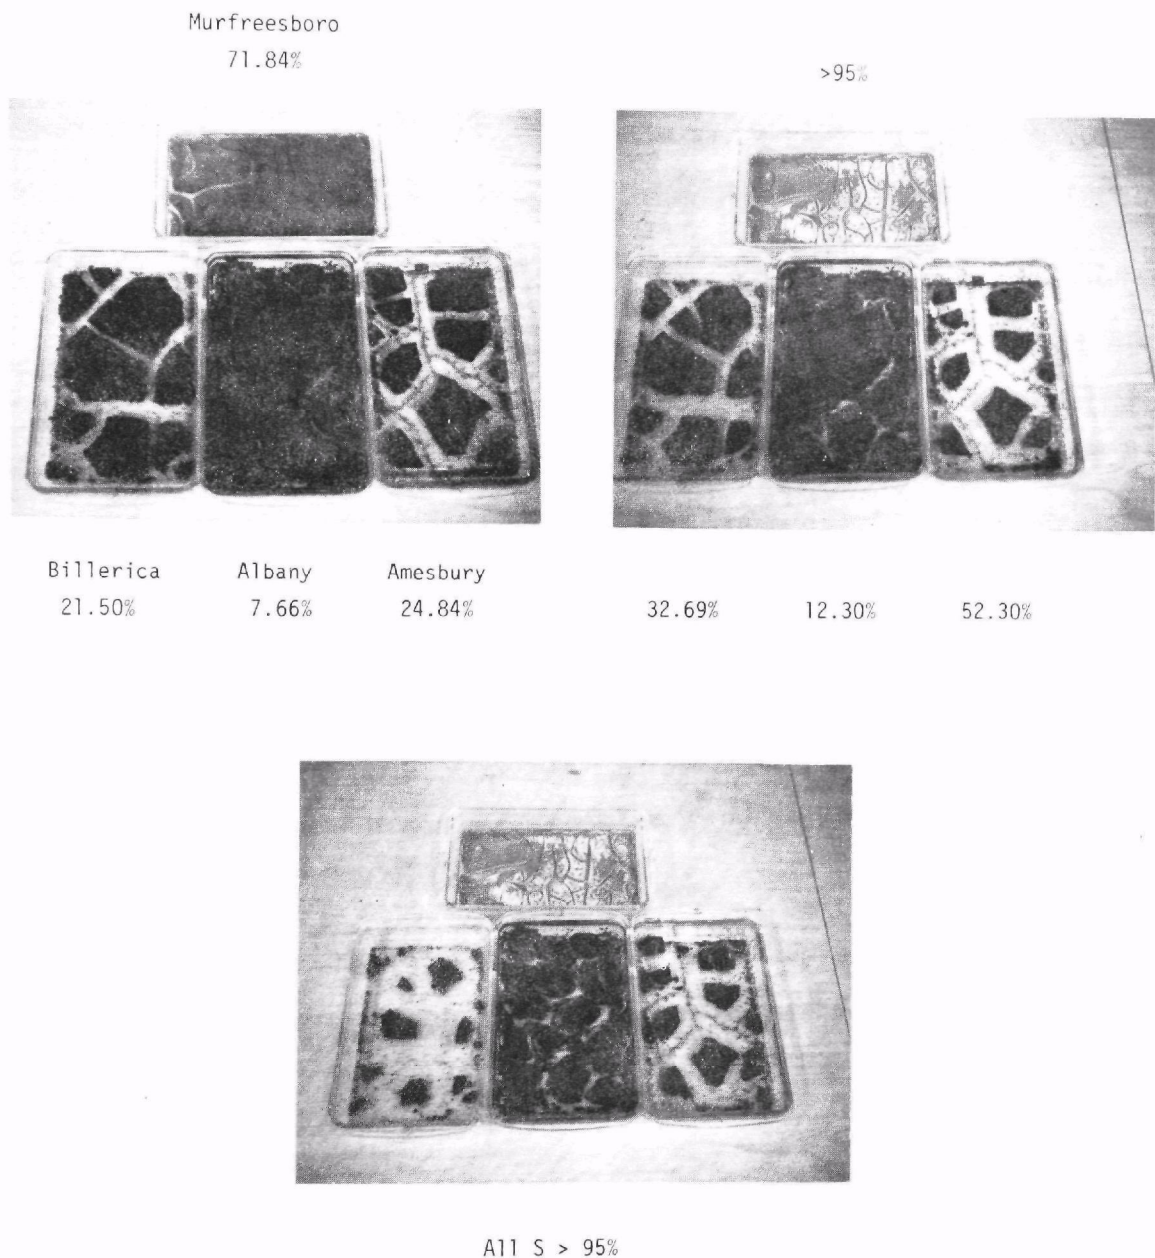 Murfreesboro
71.84%
>95%
Billerica Albany Amesbury
21.50% 7.66% 24.84% 32.69% 12.30% 52.30%
All S > 95%